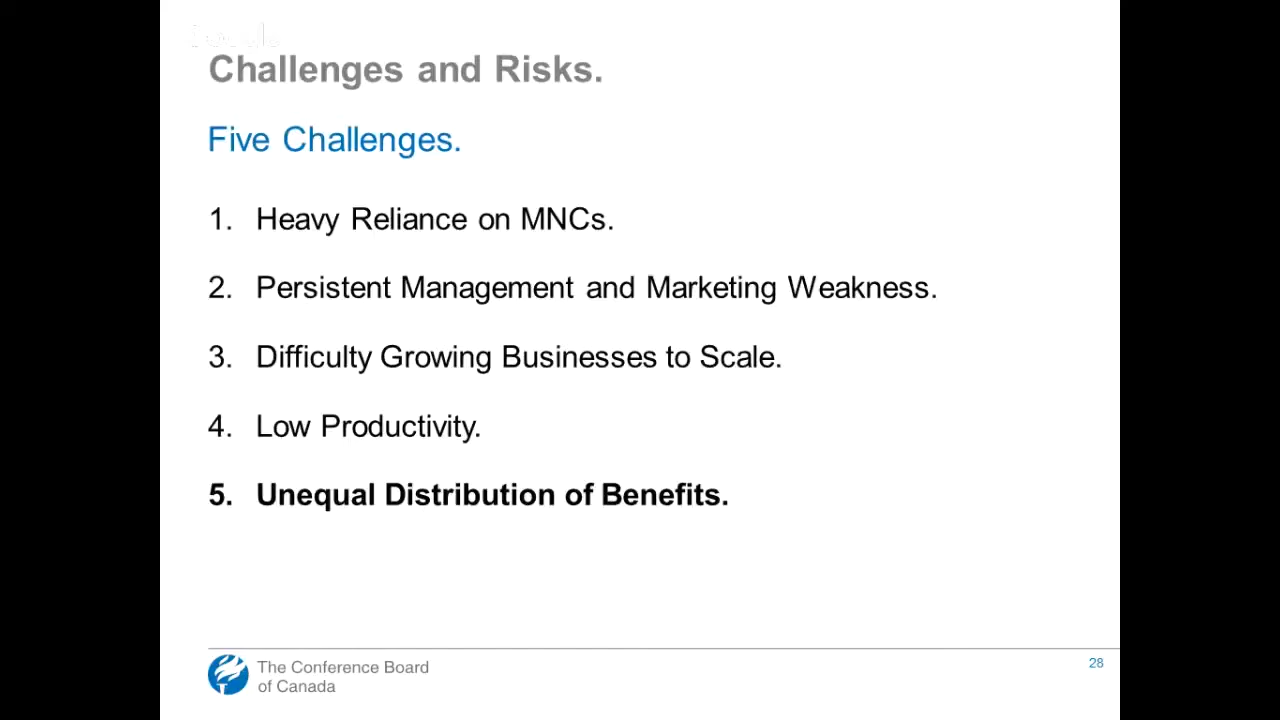 Challenges and Risks.
Five Challenges.
1. Heavy Reliance on MNCs.
2. Persistent Management and Marketing Weakness.
3. Difficulty Growing Businesses to Scale.
4. Low Productivity.
5. Unequal Distribution of Benefits.
The Conference Board
of Canada
28